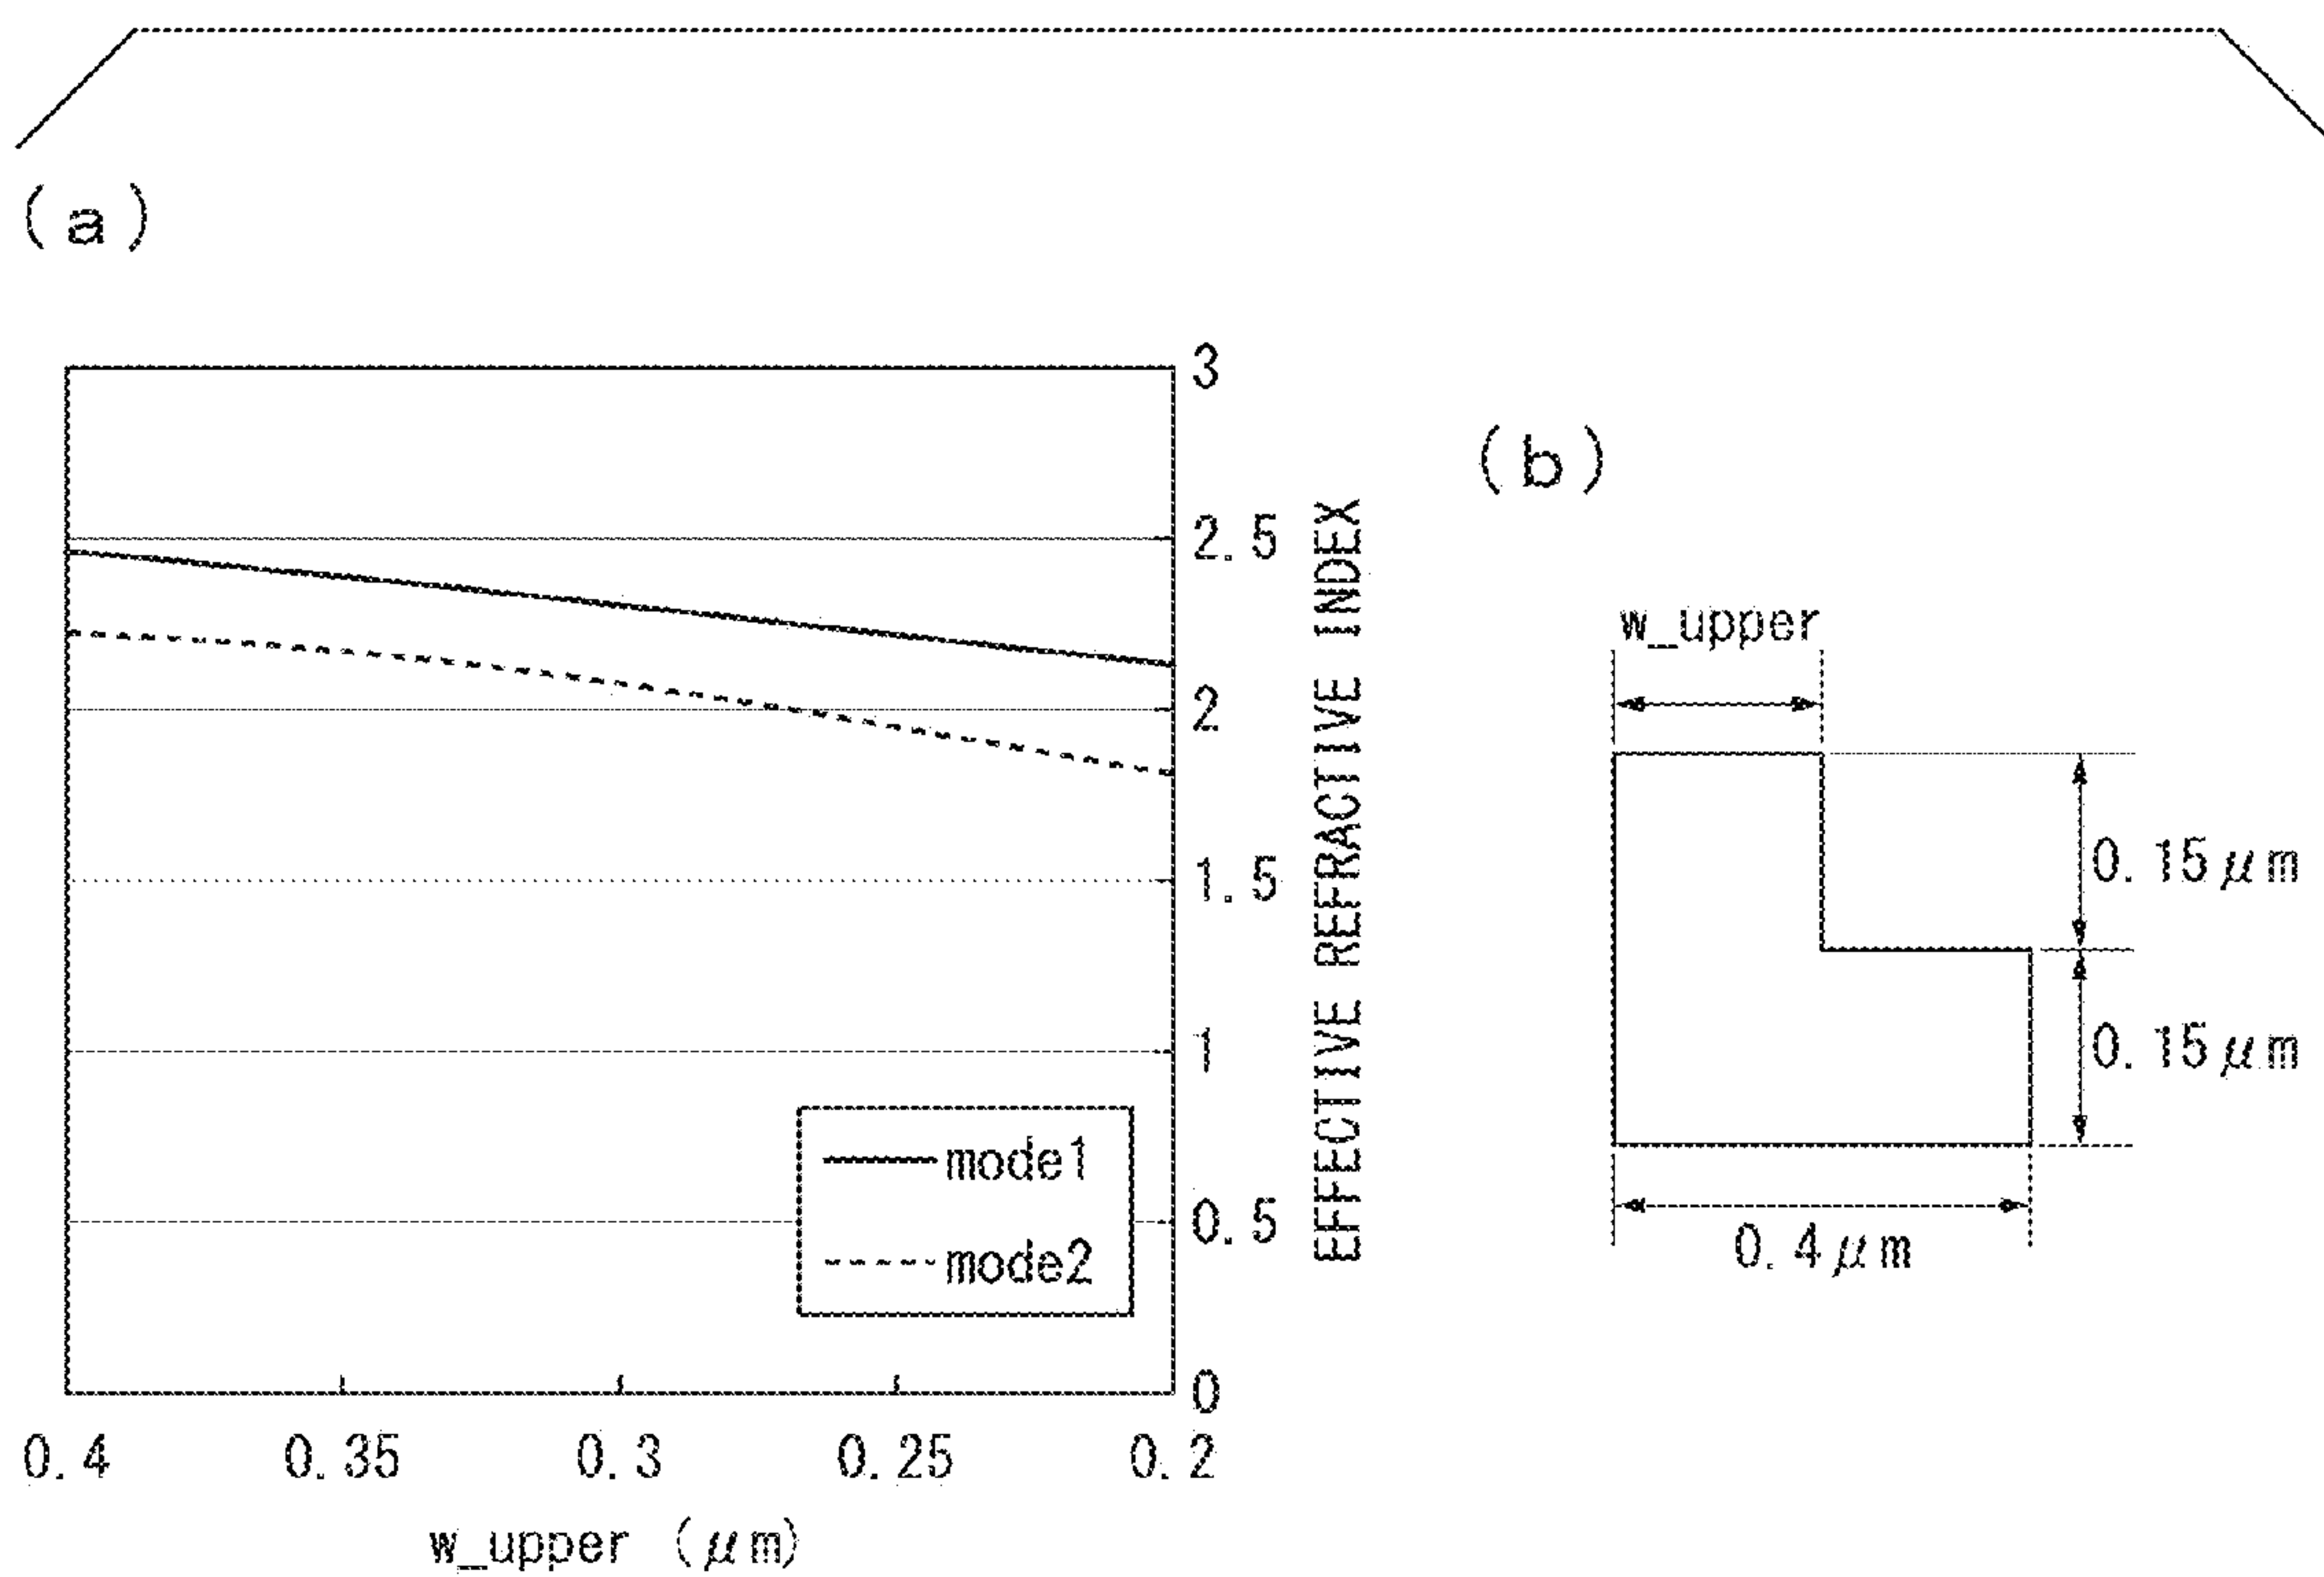 (a)
3
2.5
2
1.5
1
0.5
0
EFFECTIVE REFRACTIVE INDEX
mode1
mode2
0.4 0.35 0.3 0.25 0.2
w_upper (μm)
(b)
w_upper
0.15μm
0.15μm
0.4μm